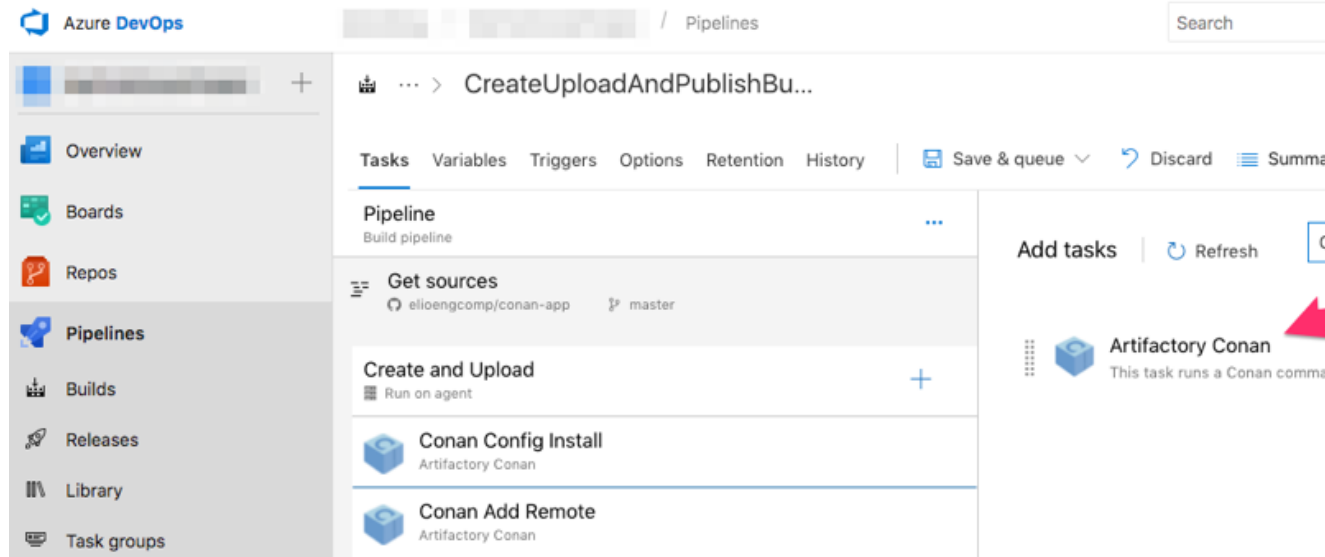 Azure DevOps
/ Pipelines
Search
... > CreateUploadAndPublishBu...
Overview
Tasks Variables Triggers Options Retention History
Save & queue
Discard
Summa
Boards
Pipeline
Build pipeline
...
Add tasks
Refresh
Repos
Get sources
elioengcomp/conan-app
master
Pipelines
Artifactory Conan
This task runs a Conan comma
Create and Upload
Run on agent
Builds
Conan Config Install
Artifactory Conan
Releases
Library
Conan Add Remote
Artifactory Conan
Task groups